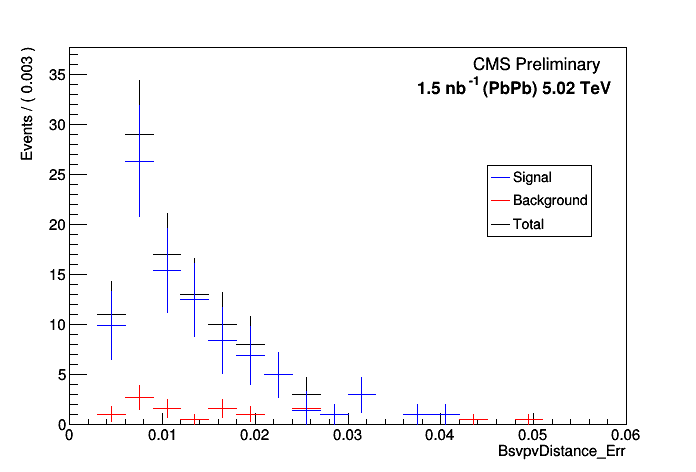 CMS Preliminary
1.5 nb⁻¹ (PbPb) 5.02 TeV
Events / ( 0.003 )
35
30
25
20
15
10
5
0
Signal
Background
Total
0 0.01 0.02 0.03 0.04 0.05 0.06
BsvpvDistance_Err